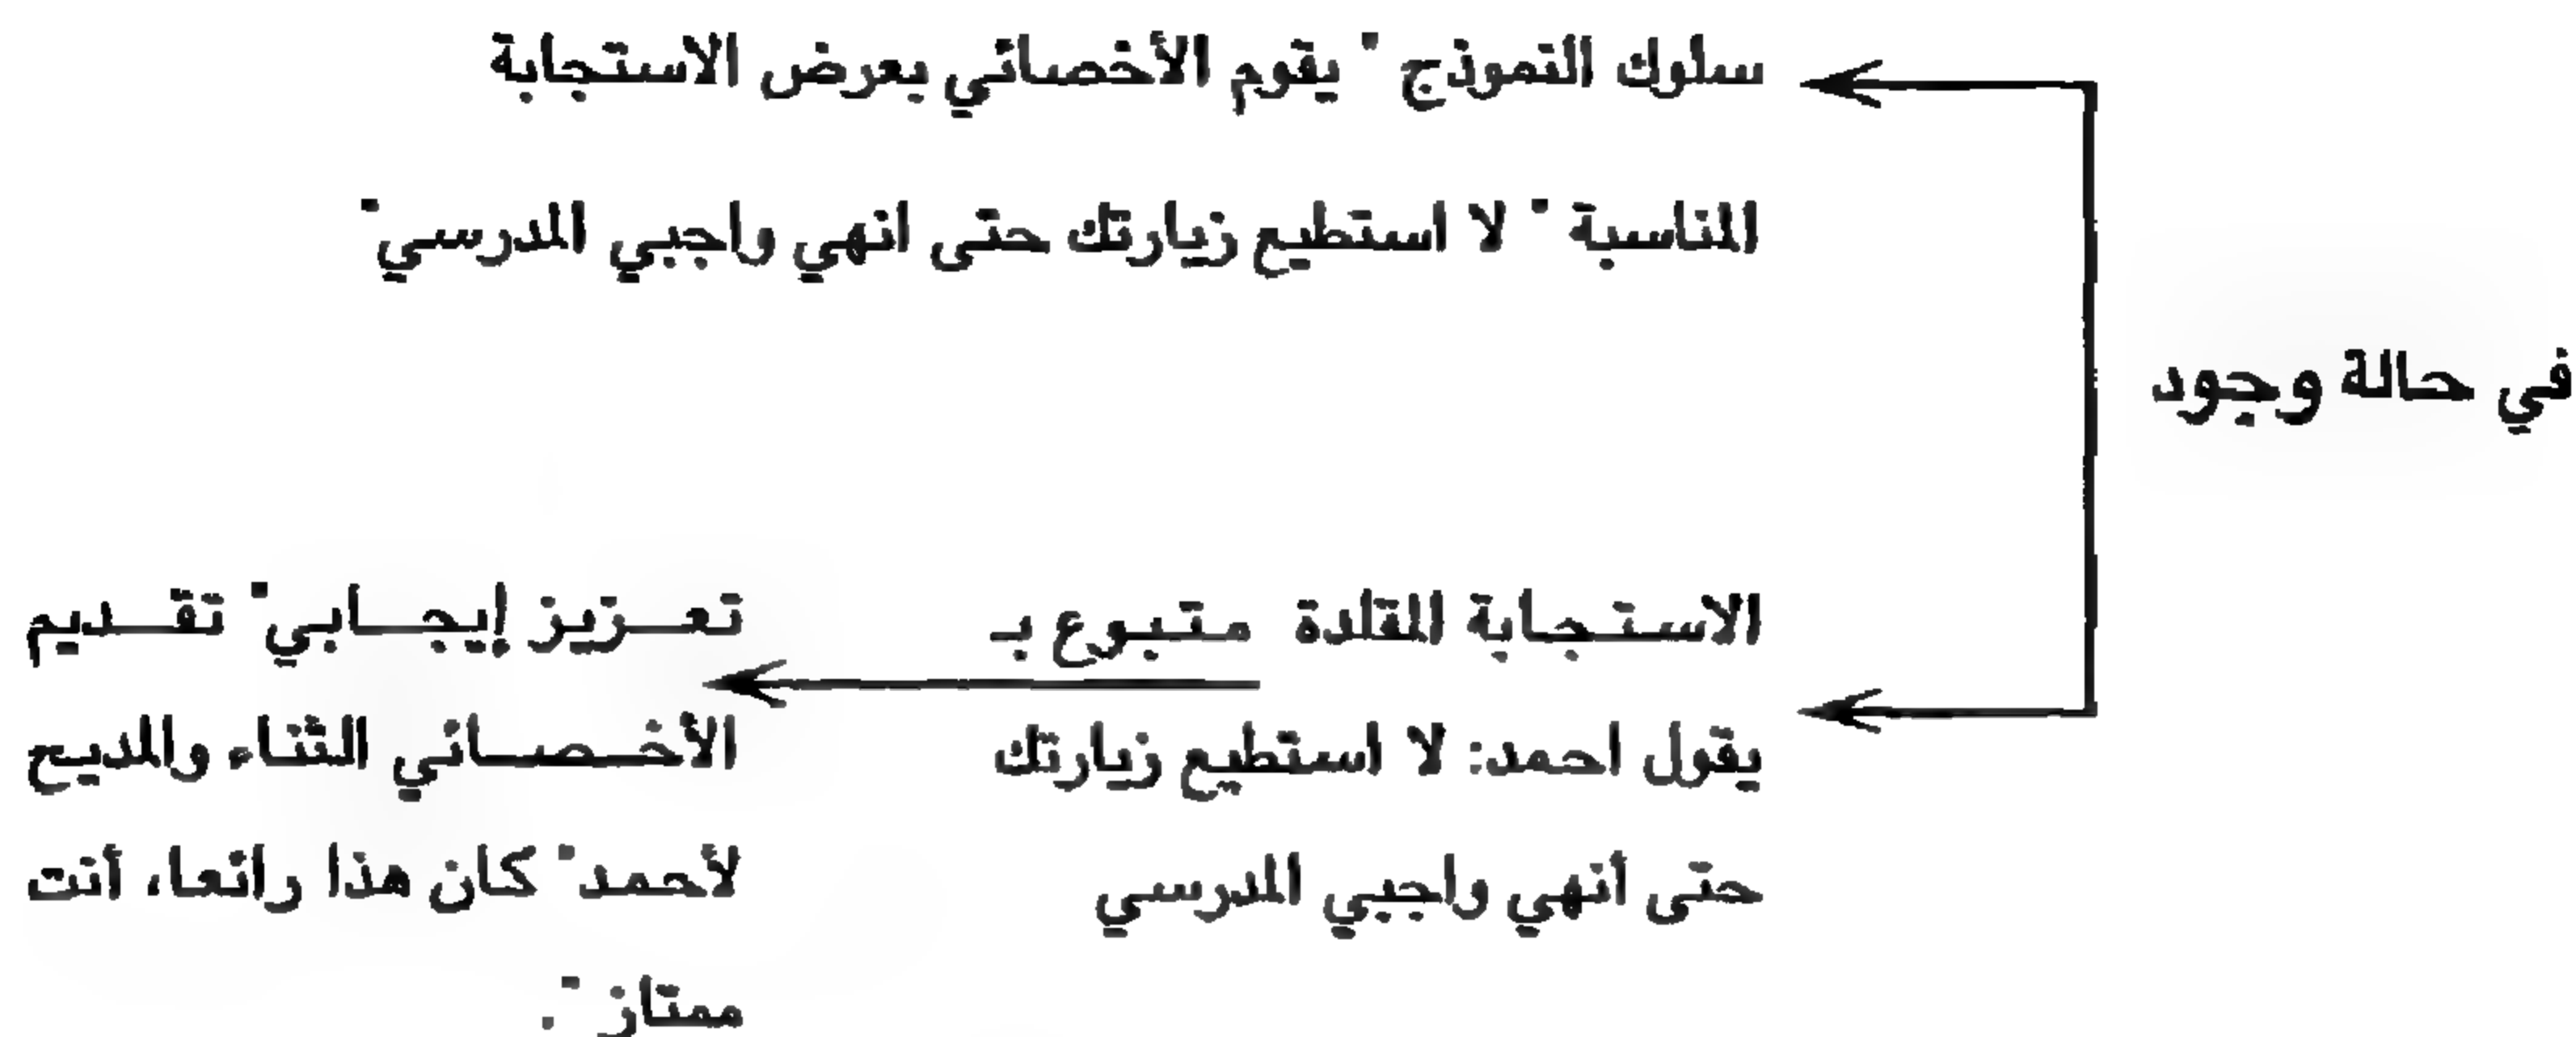 في حالة وجود
سلوك النموذج " يقوم الأخصائي بعرض الاستجابة
المناسبة " لا استطيع زيارتك حتى انهي واجبي المدرسي"
الاستجابة المقلدة متبوع بـ
يقول احمد: لا استطيع زيارتك
حتى أنهي واجبي المدرسي
تعزيز إيجابي" تقديم
الأخصائي الثناء والمديح
لأحمد" كان هذا رائعا، أنت
ممتاز ".